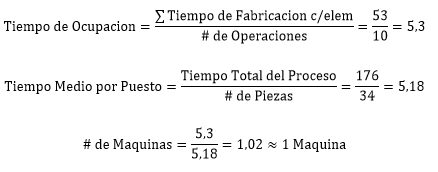 Tiempo de Ocupacion = ∑ Tiempo de Fabricacion c/elem / # de Operaciones = 53 / 10 = 5,3
Tiempo Medio por Puesto = Tiempo Total del Proceso / # de Piezas = 176 / 34 = 5,18
# de Maquinas = 5,3 / 5,18 = 1,02 ≈ 1 Maquina